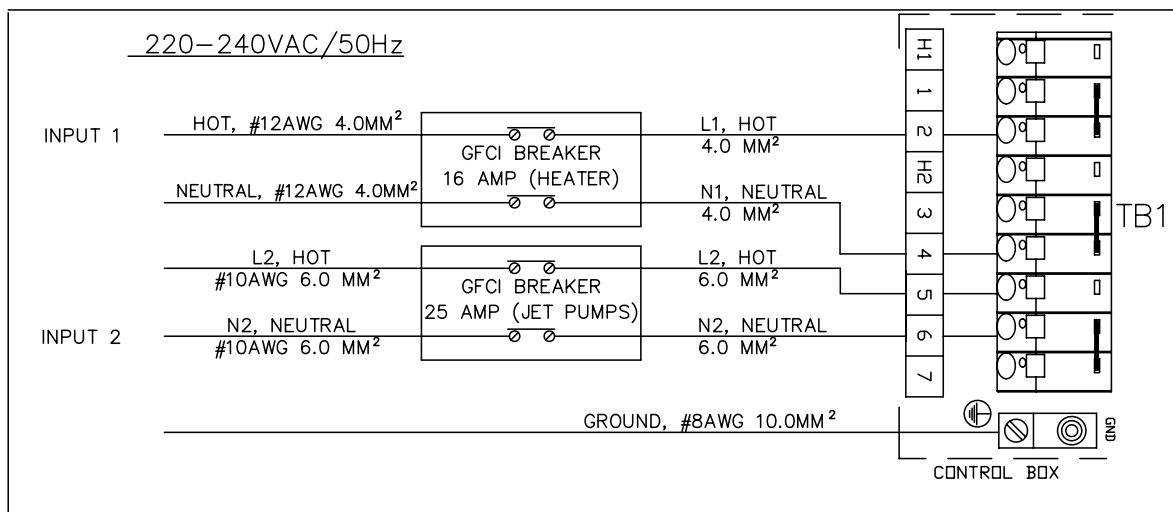 220-240VAC/50Hz
INPUT 1
HOT, #12AWG 4.0MM²
NEUTRAL, #12AWG 4.0MM²
GFCI BREAKER
16 AMP (HEATER)
L1, HOT
4.0 MM²
N1, NEUTRAL
4.0 MM²
L2, HOT
#10AWG 6.0 MM²
INPUT 2
N2, NEUTRAL
#10AWG 6.0 MM²
GFCI BREAKER
25 AMP (JET PUMPS)
L2, HOT
6.0 MM²
N2, NEUTRAL
6.0 MM²
GROUND, #8AWG 10.0MM²
H1
1
2
H2
3
4
5
6
7
TB1
GND
CONTROL BOX